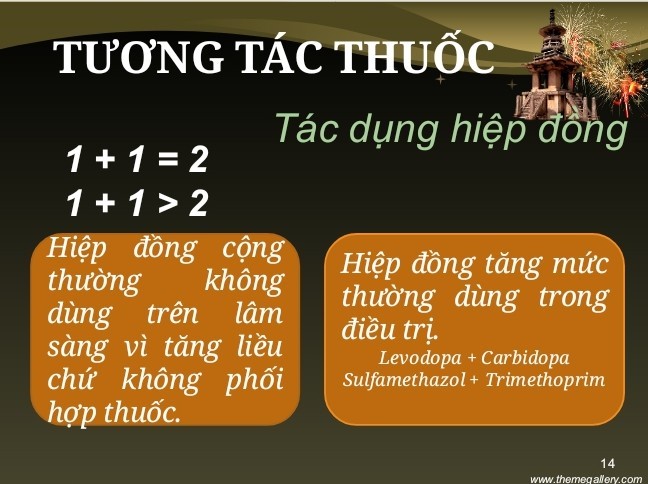 TƯƠNG TÁC THUỐC
Tác dụng hiệp đồng
1 + 1 = 2
1 + 1 > 2
Hiệp đồng cộng
thường không
dùng trên lâm
sàng vì tăng liều
chứ không phối
hợp thuốc.
Hiệp đồng tăng mức
thường dùng trong
điều trị.
Levodopa + Carbidopa
Sulfamethazol + Trimethoprim
14
www.themegallery.com